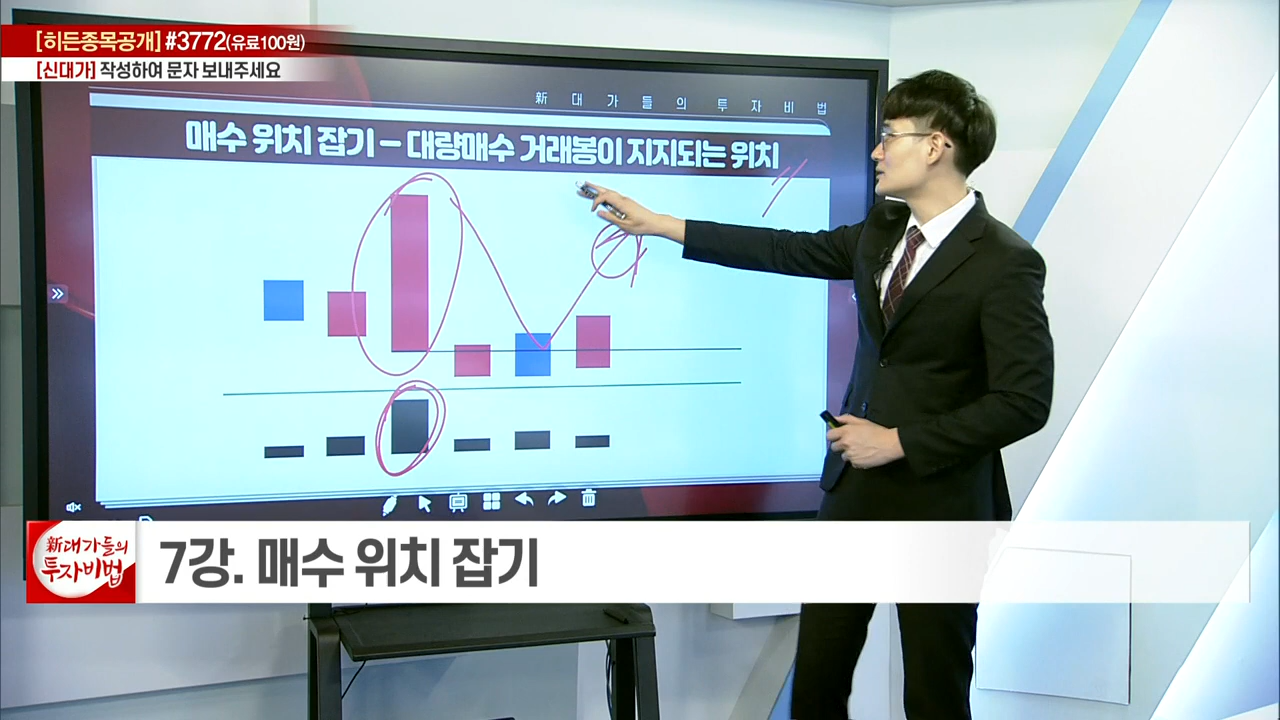 [히든종목공개] #3772(유료100원)
[신대가] 작성하여 문자 보내주세요
新 대 가 들 의 투 자 비 법
매수 위치 잡기 – 대량매수 거래봉이 지지되는 위치
新대가들의
투자비법
7강. 매수 위치 잡기